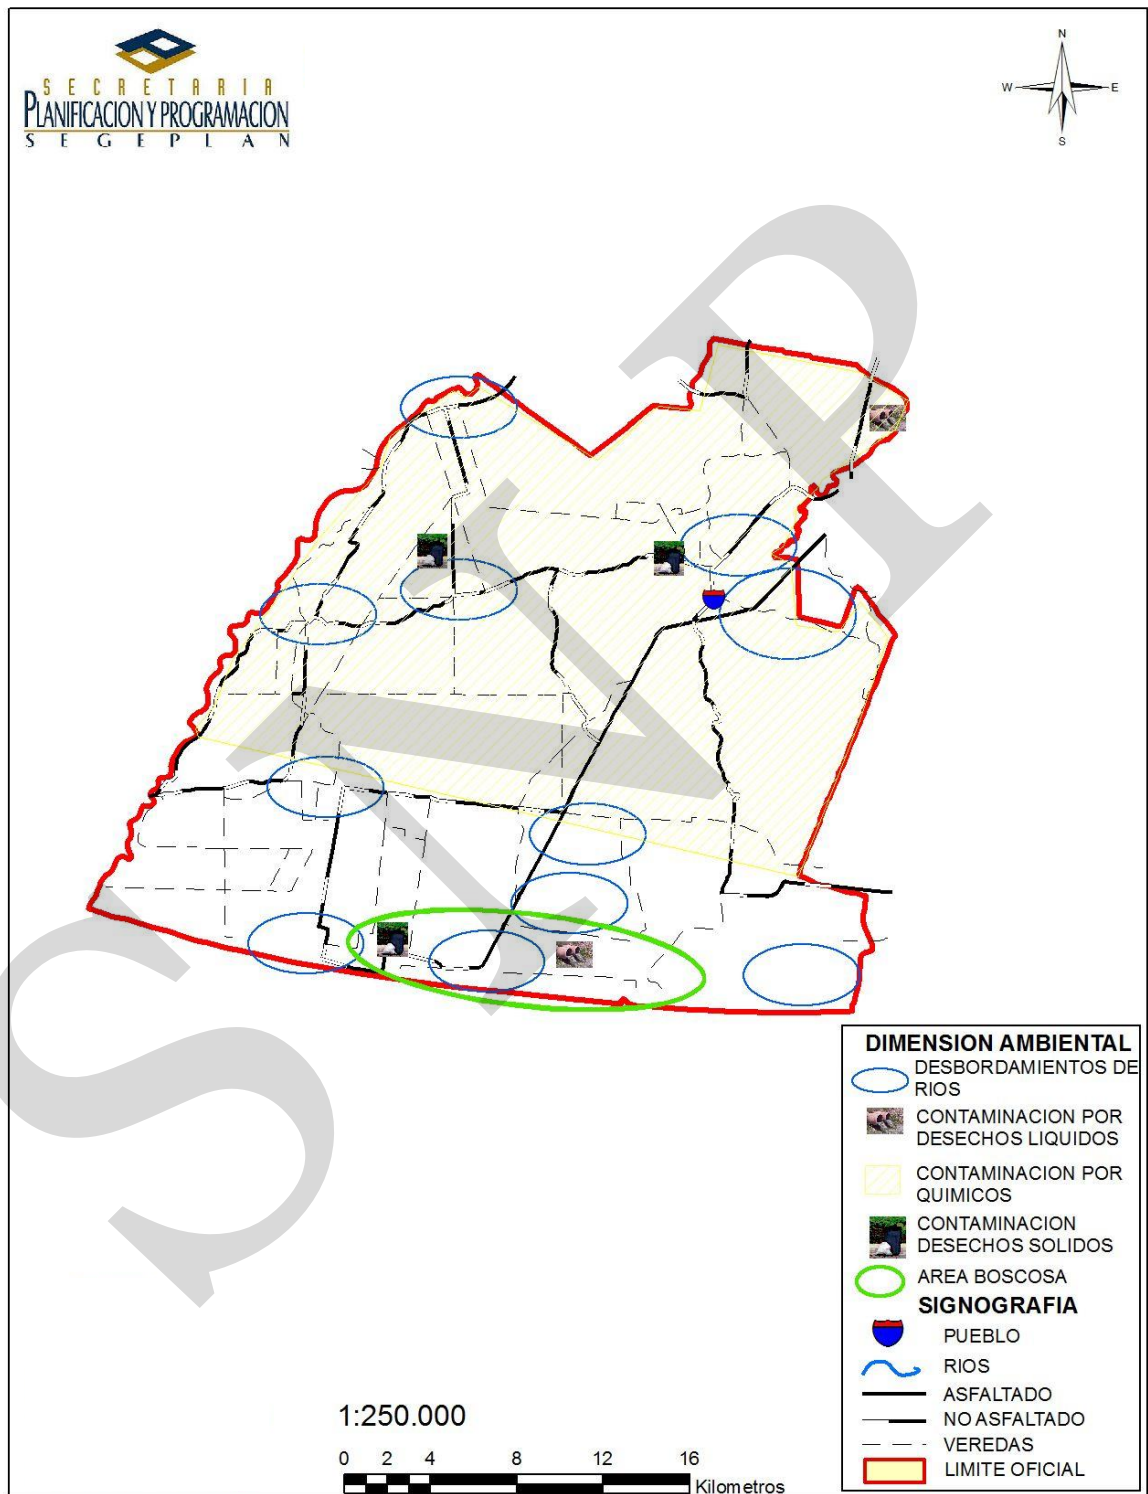 SECRETARIA
PLANIFICACION Y PROGRAMACION
SEGEPLAN
N
W
E
S
SNIP
DIMENSION AMBIENTAL
DESBORDAMIENTOS DE
RIOS
CONTAMINACION POR
DESECHOS LIQUIDOS
CONTAMINACION POR
QUIMICOS
CONTAMINACION
DESECHOS SOLIDOS
AREA BOSCOSA
SIGNOGRAFIA
PUEBLO
RIOS
ASFALTADO
NO ASFALTADO
VEREDAS
LIMITE OFICIAL
1:250.000
0 2 4 8 12 16
Kilometros